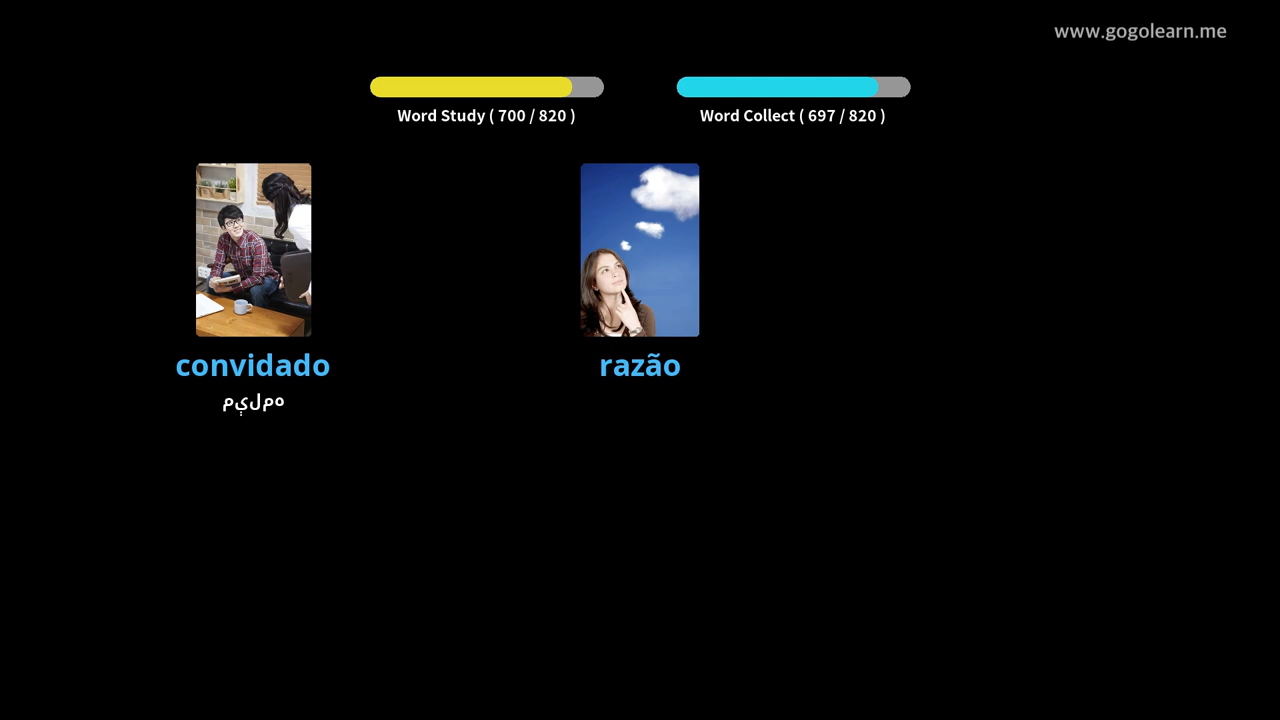 www.gogolearn.me
Word Study ( 700 / 820 )
Word Collect ( 697 / 820 )
convidado
razão
مېلمه